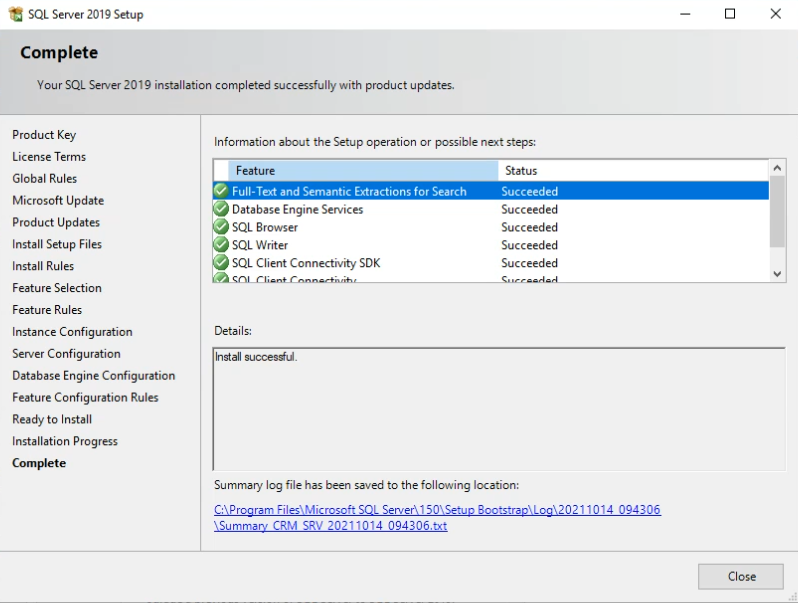 SQL Server 2019 Setup
Complete
Your SQL Server 2019 installation completed successfully with product updates.
Product Key
License Terms
Global Rules
Microsoft Update
Product Updates
Install Setup Files
Install Rules
Feature Selection
Feature Rules
Instance Configuration
Server Configuration
Database Engine Configuration
Feature Configuration Rules
Ready to Install
Installation Progress
Complete
Information about the Setup operation or possible next steps:
Feature Status
Full-Text and Semantic Extractions for Search Succeeded
Database Engine Services Succeeded
SQL Browser Succeeded
SQL Writer Succeeded
SQL Client Connectivity SDK Succeeded
SQL Client Connectivity Succeeded
Details:
Install successful.
Summary log file has been saved to the following location:
C:\Program Files\Microsoft SQL Server\150\Setup Bootstrap\Log\20211014_094306
\Summary_CRM_SRV_20211014_094306.txt
Close